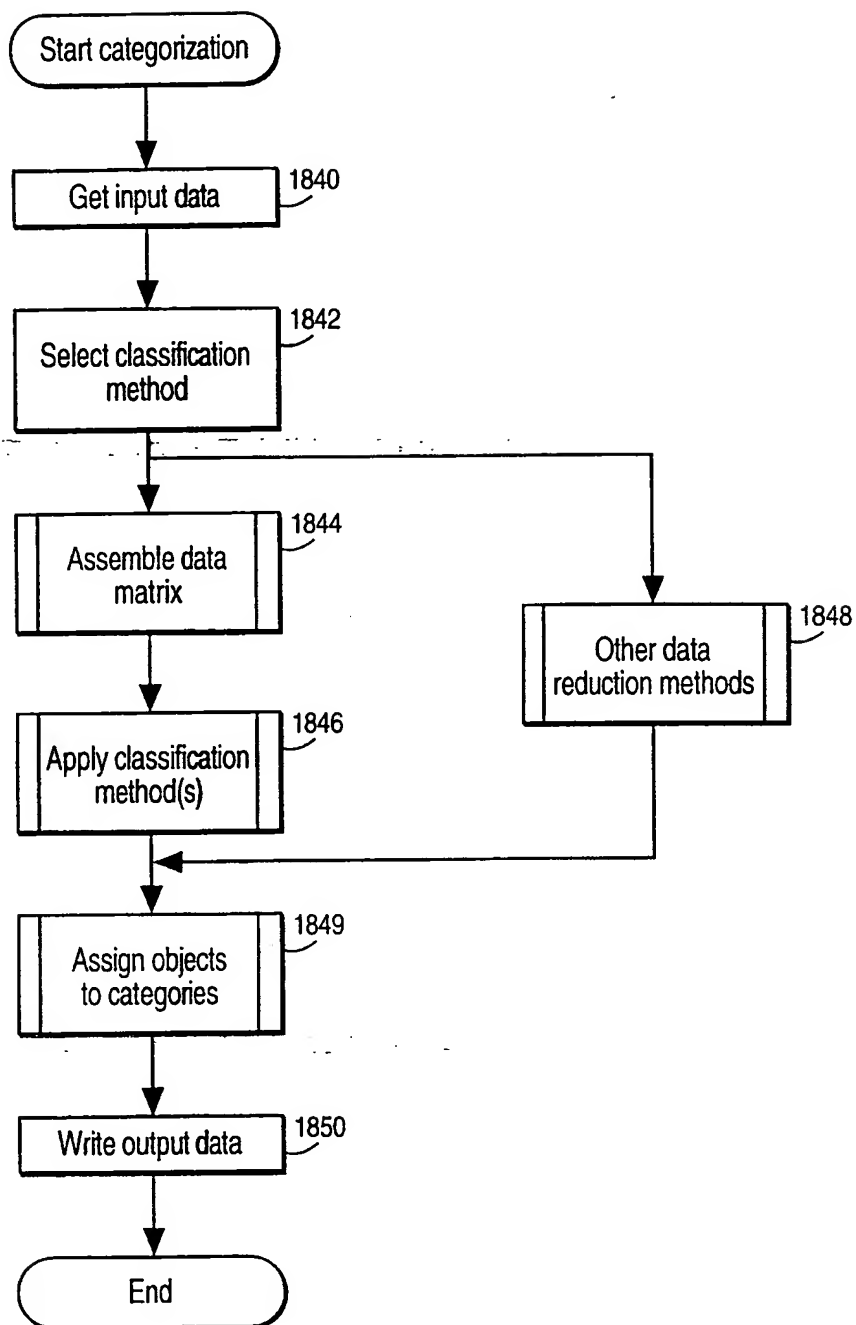 Start categorization
Get input data
1840
Select classification
method
1842
Assemble data
matrix
1844
Other data
reduction methods
1848
Apply classification
method(s)
1846
Assign objects
to categories
1849
Write output data
1850
End